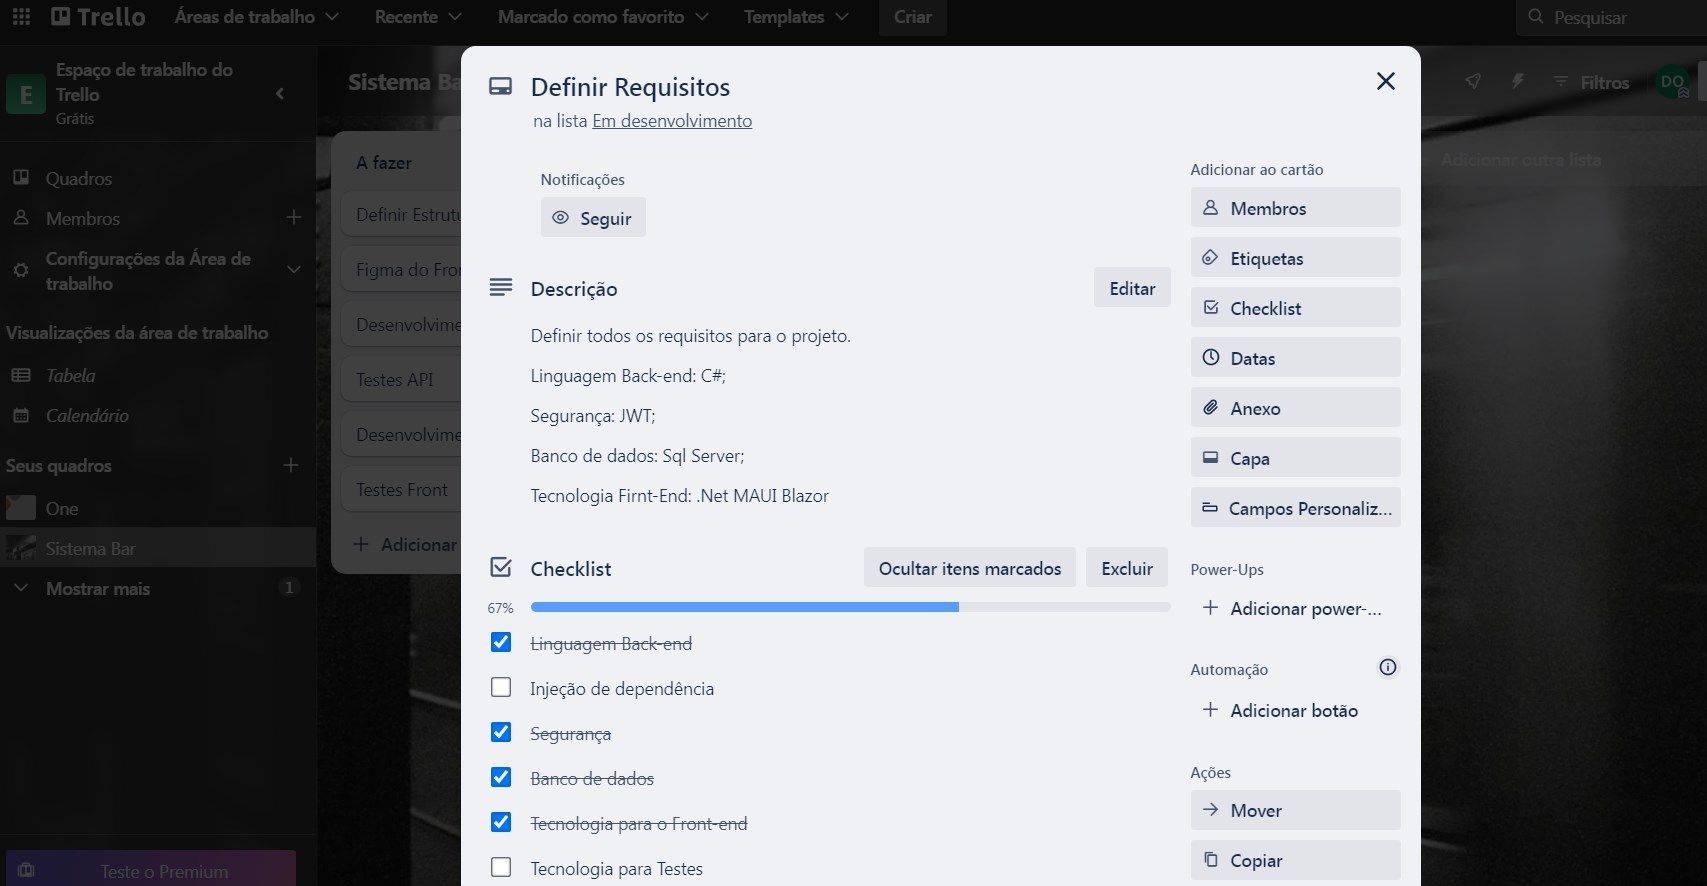 Trello
Áreas de trabalho
Recente
Marcado como favorito
Templates
Criar
Pesquisar
E
Espaço de trabalho do
Trello
Grátis
Quadros
Membros
Configurações da Área de
trabalho
Visualizações da área de trabalho
Tabela
Calendário
Seus quadros
One
Sistema Bar
Mostrar mais
1
Teste o Premium
Sistema Ba
Filtros
DO
A fazer
Definir Estrutu
Figma do Fron
Desenvolvime
Testes API
Desenvolvime
Testes Front
Adicionar
Adicionar outra lista
Definir Requisitos
na lista Em desenvolvimento
Notificações
Seguir
Descrição
Editar
Definir todos os requisitos para o projeto.
Linguagem Back-end: C#;
Segurança: JWT;
Banco de dados: Sql Server;
Tecnologia Firnt-End: .Net MAUI Blazor
Checklist
Ocultar itens marcados
Excluir
67%
Linguagem Back-end
Injeção de dependência
Segurança
Banco de dados
Tecnologia para o Front-end
Tecnologia para Testes
Adicionar ao cartão
Membros
Etiquetas
Checklist
Datas
Anexo
Capa
Campos Personaliz...
Power-Ups
Adicionar power-...
Automação
Adicionar botão
Ações
Mover
Copiar